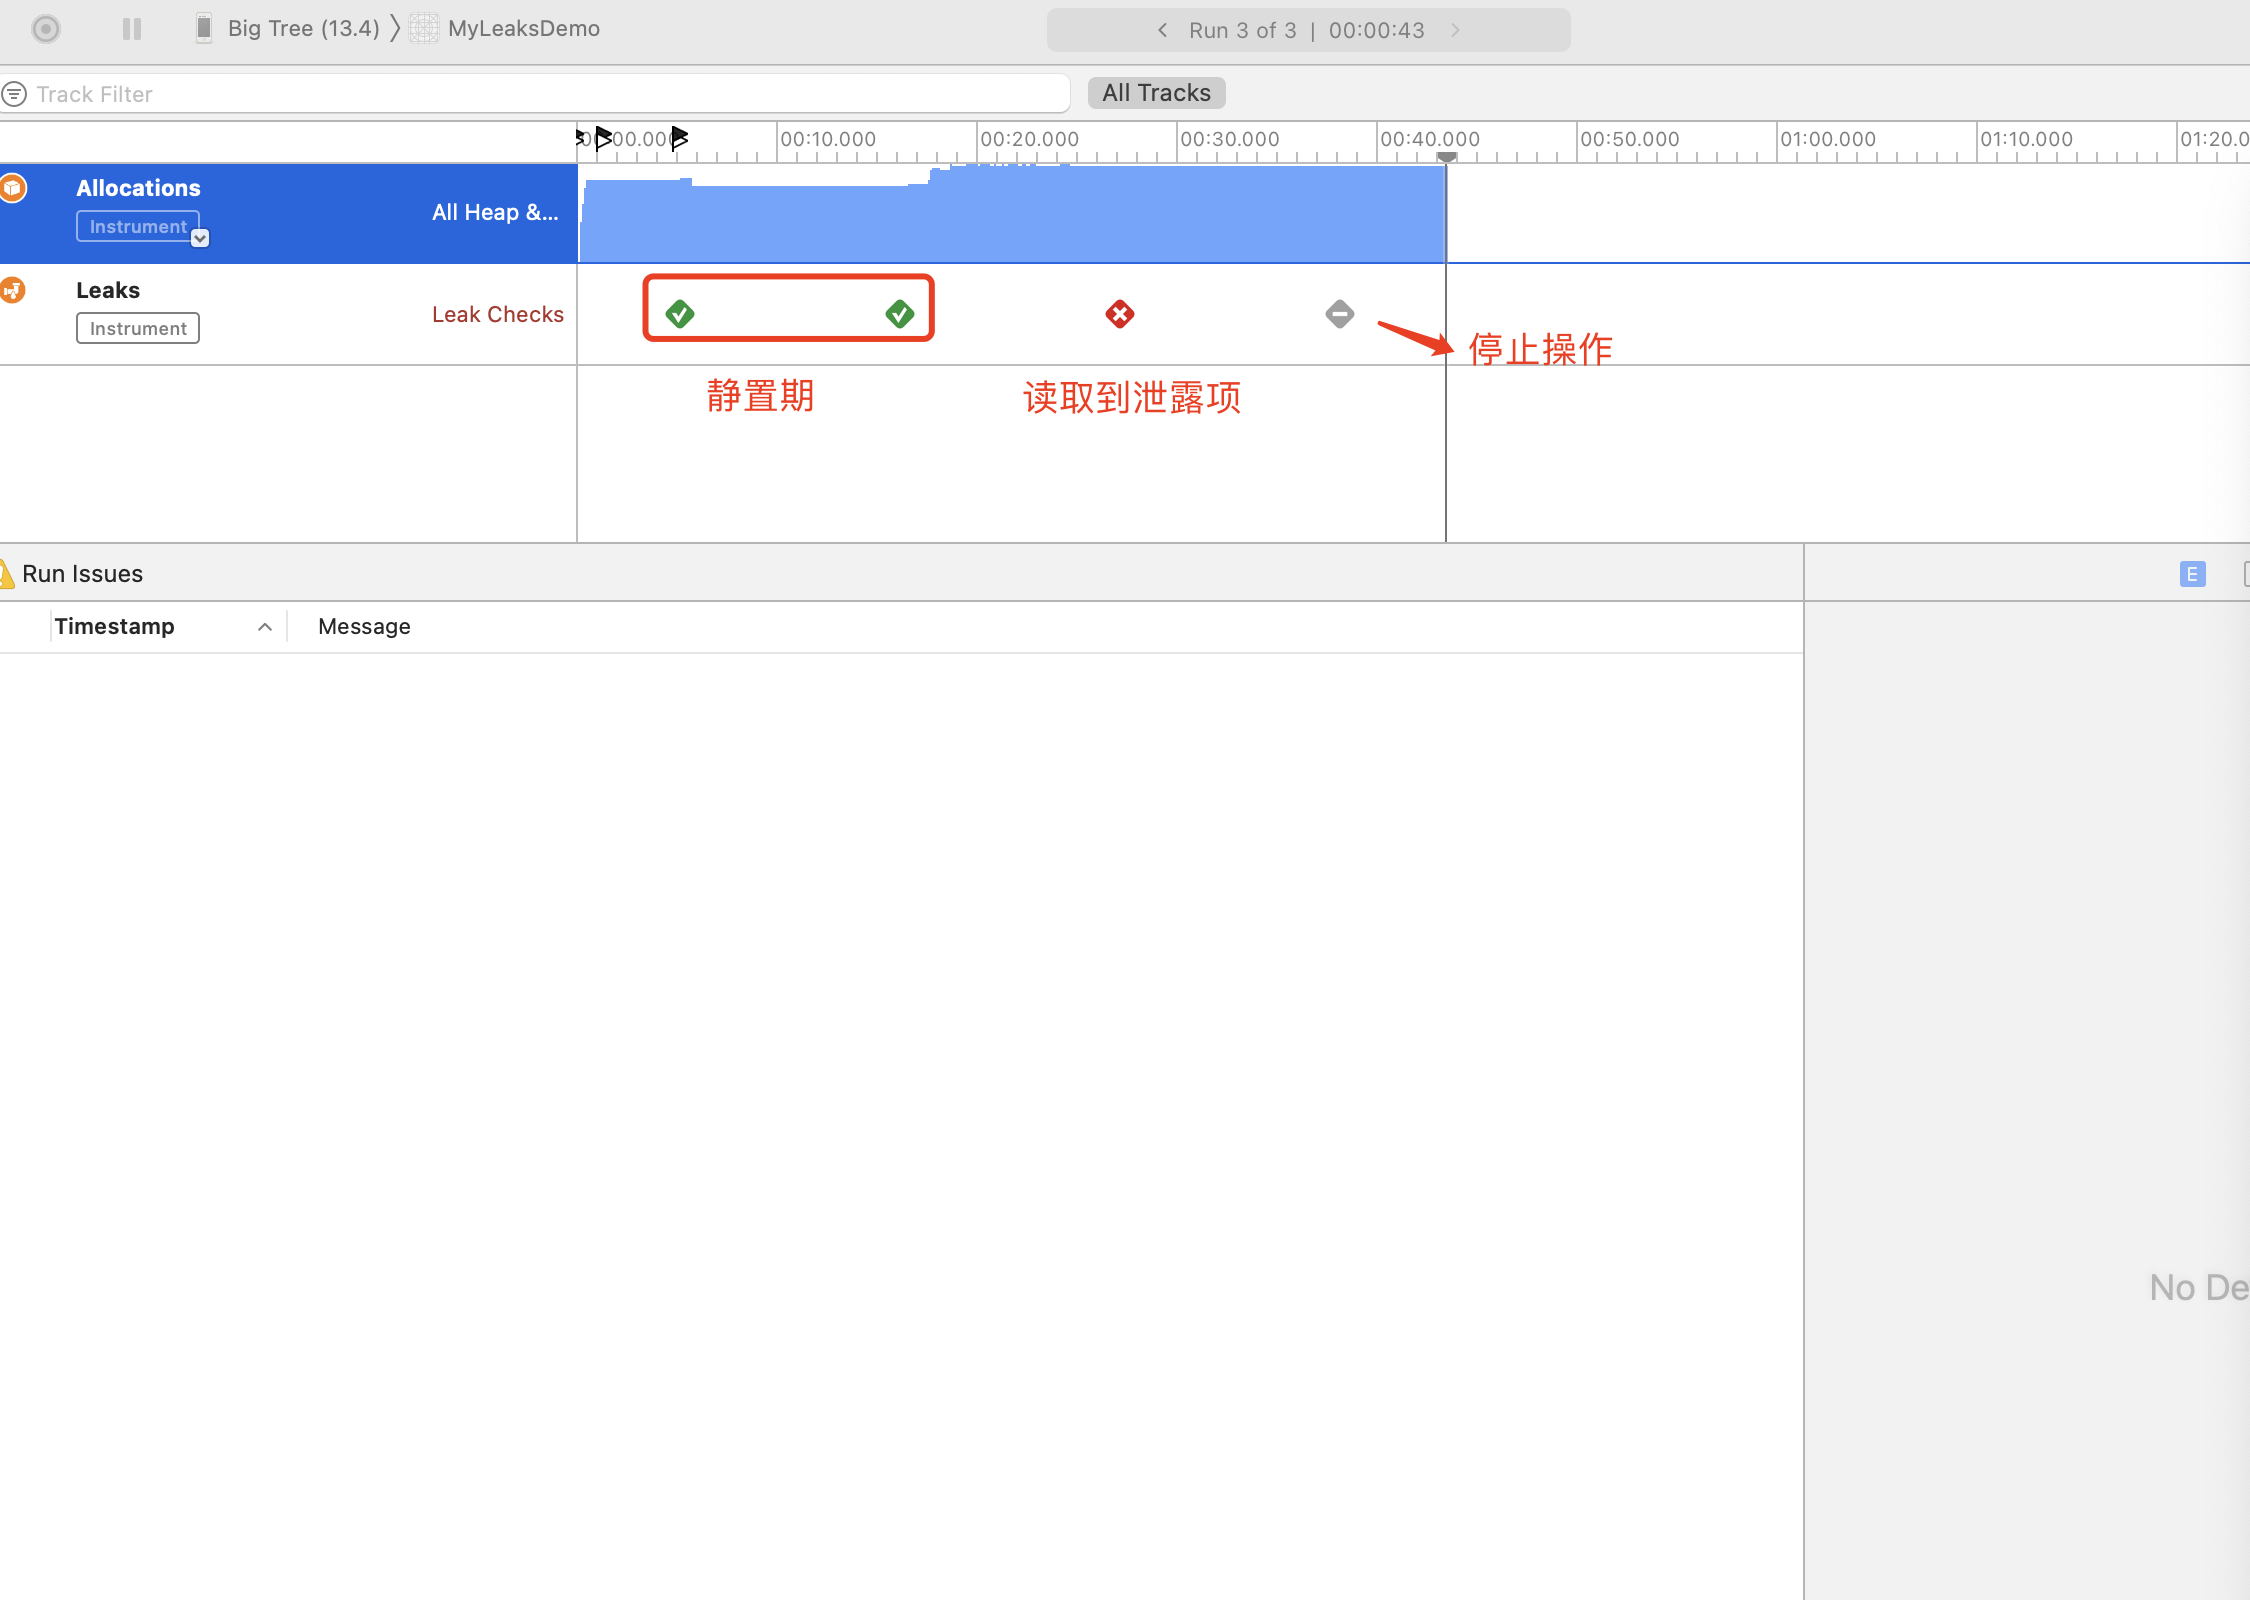 Big Tree (13.4) 〉 MyLeaksDemo
Run 3 of 3 | 00:00:43
Track Filter
All Tracks
00:10.000 00:20.000 00:30.000 00:40.000 00:50.000 01:00.000 01:10.000 01:20.0
Allocations
Instrument
All Heap &...
Leaks
Instrument
Leak Checks
停止操作
静置期
读取到泄露项
Run Issues
E
Timestamp
Message
No De